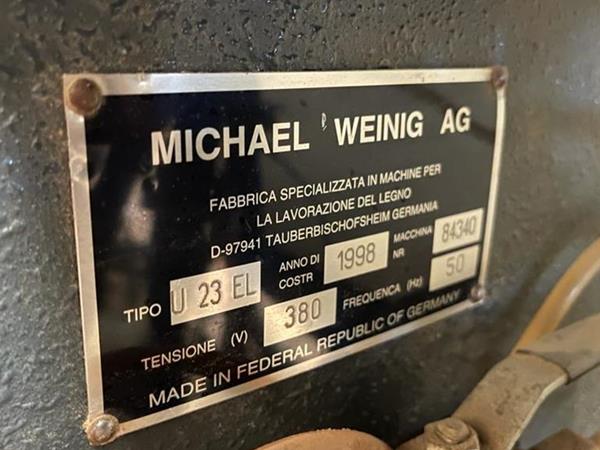 MICHAEL WEINIG AG
FABBRICA SPECIALIZZATA IN MACHINE PER
LA LAVORAZIONE DEL LEGNO
D-97941 TAUBERBISCHOFSHEIM GERMANIA
TIPO U 23 EL ANNO DI COSTR 1998 MACCHINA NR 84340
TENSIONE (V) 380 FREQUENCA (Hz) 50
MADE IN FEDERAL REPUBLIC OF GERMANY